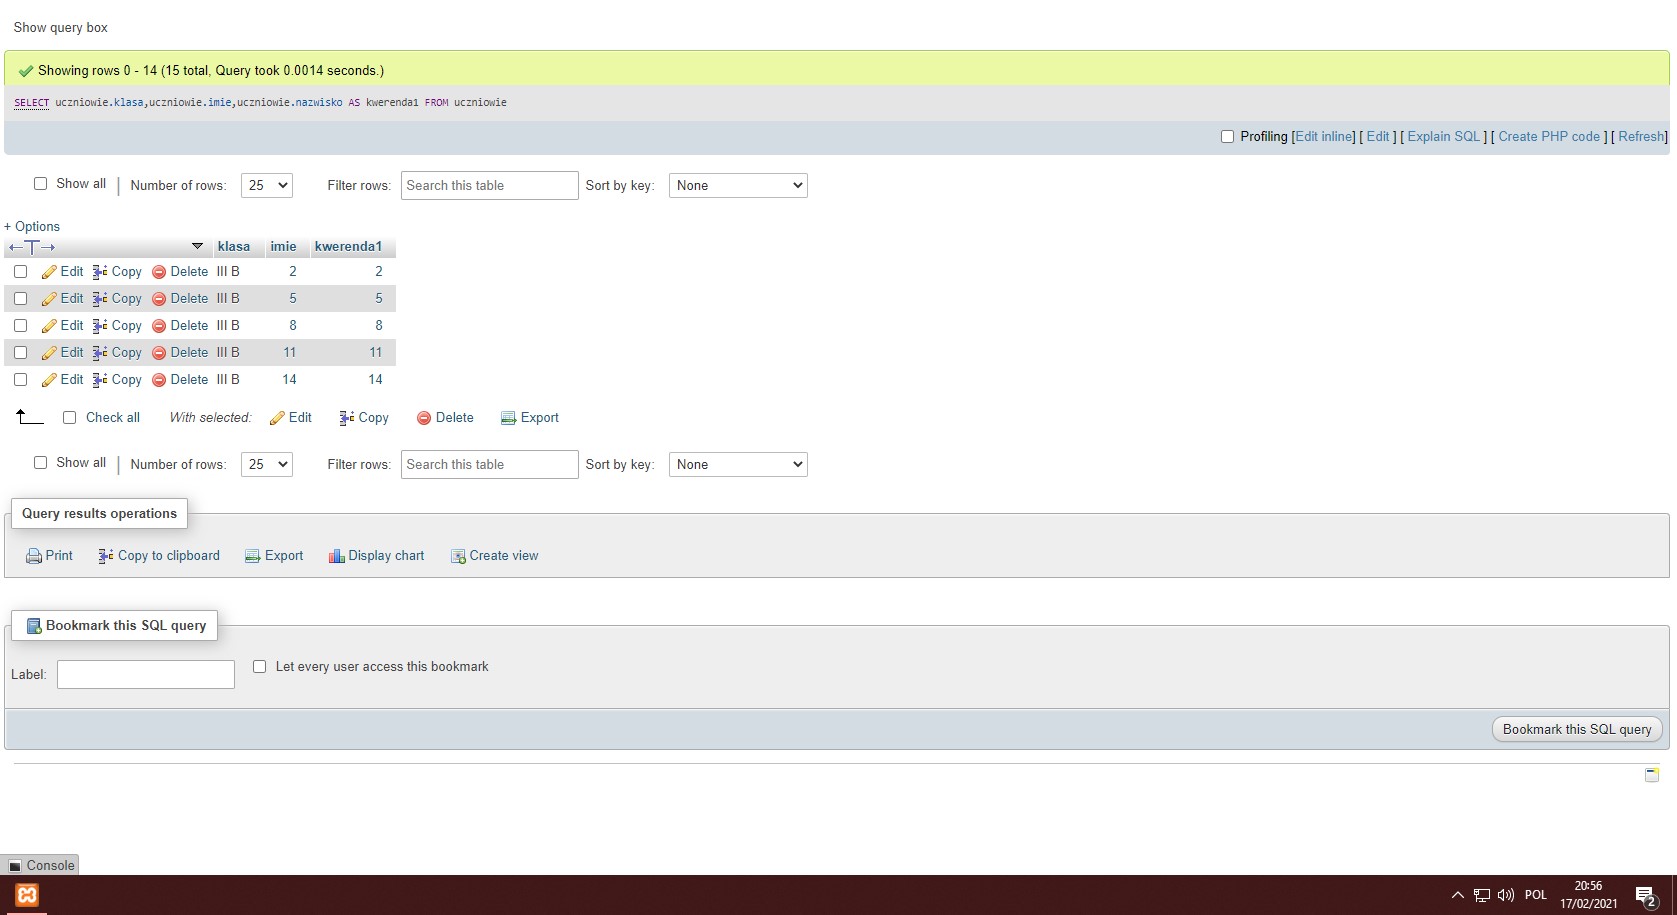 Show query box
Showing rows 0 - 14 (15 total, Query took 0.0014 seconds.)
SELECT uczniowie.klasa,uczniowie.imie,uczniowie.nazwisko AS kwerenda1 FROM uczniowie
Profiling [Edit inline] [ Edit ] [ Explain SQL ] [ Create PHP code ] [ Refresh]
Show all | Number of rows: 25 Filter rows: Search this table Sort by key: None
+ Options
←T→ klasa imie kwerenda1
Edit Copy Delete III B 2 2
Edit Copy Delete III B 5 5
Edit Copy Delete III B 8 8
Edit Copy Delete III B 11 11
Edit Copy Delete III B 14 14
Check all With selected: Edit Copy Delete Export
Show all | Number of rows: 25 Filter rows: Search this table Sort by key: None
Query results operations
Print Copy to clipboard Export Display chart Create view
Bookmark this SQL query
Label: Let every user access this bookmark
Bookmark this SQL query
Console
POL 20:56
17/02/2021 2